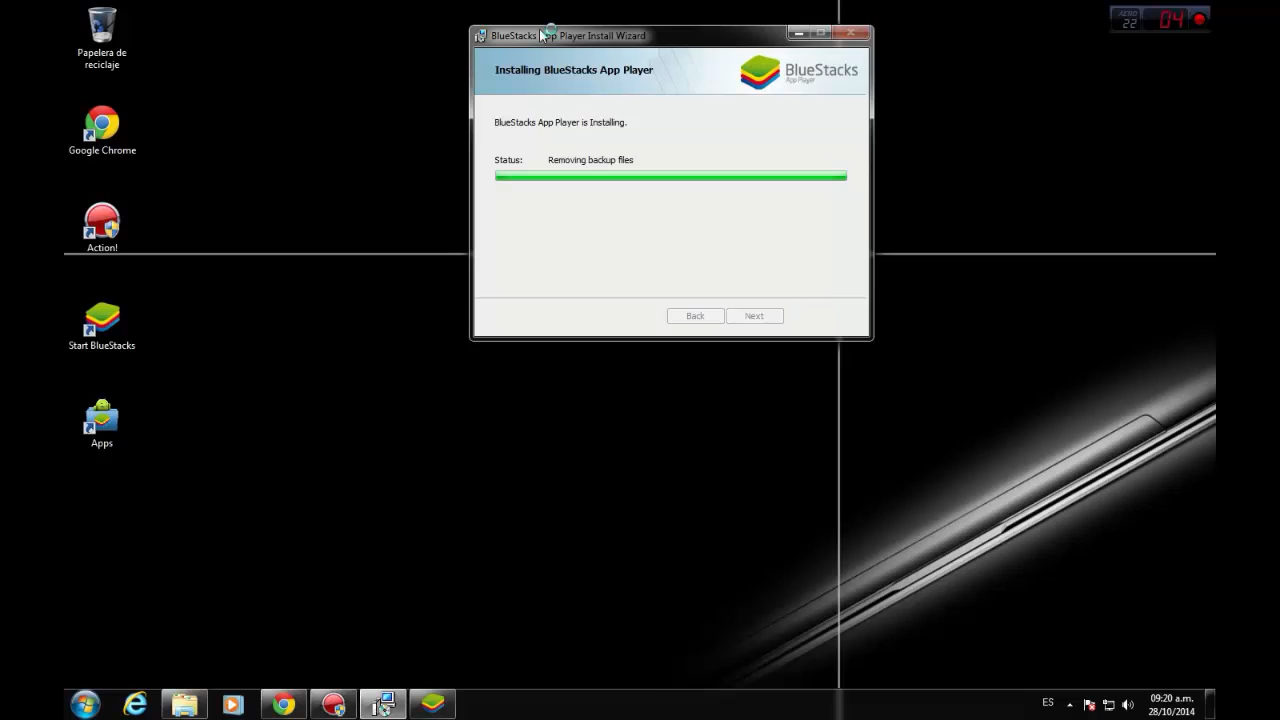 Papelera de
reciclaje
Google Chrome
Action!
Start BlueStacks
Apps
BlueStacks App Player Install Wizard
Installing BlueStacks App Player
BlueStacks
App Player
BlueStacks App Player is Installing.
Status: Removing backup files
Back
Next
AERO
22
04
ES
09:20 a.m.
28/10/2014